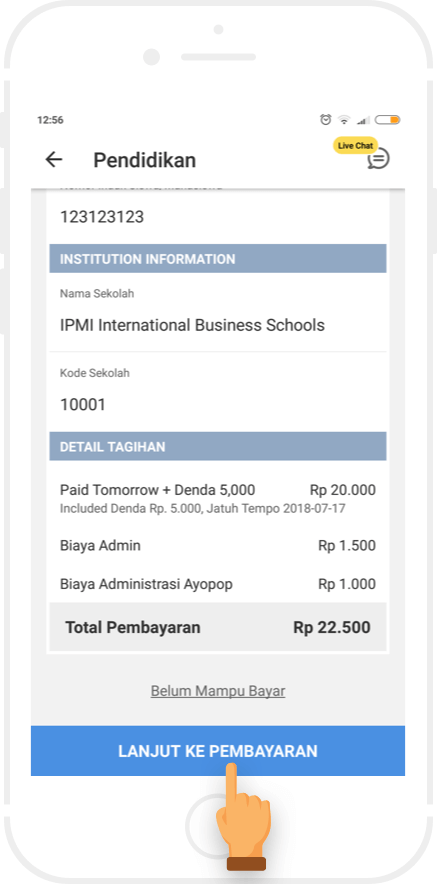 12:56
Live Chat
Pendidikan
123123123
INSTITUTION INFORMATION
Nama Sekolah
IPMI International Business Schools
Kode Sekolah
10001
DETAIL TAGIHAN
Paid Tomorrow + Denda 5,000 Rp 20.000
Included Denda Rp. 5.000, Jatuh Tempo 2018-07-17
Biaya Admin Rp 1.500
Biaya Administrasi Ayopop Rp 1.000
Total Pembayaran Rp 22.500
Belum Mampu Bayar
LANJUT KE PEMBAYARAN